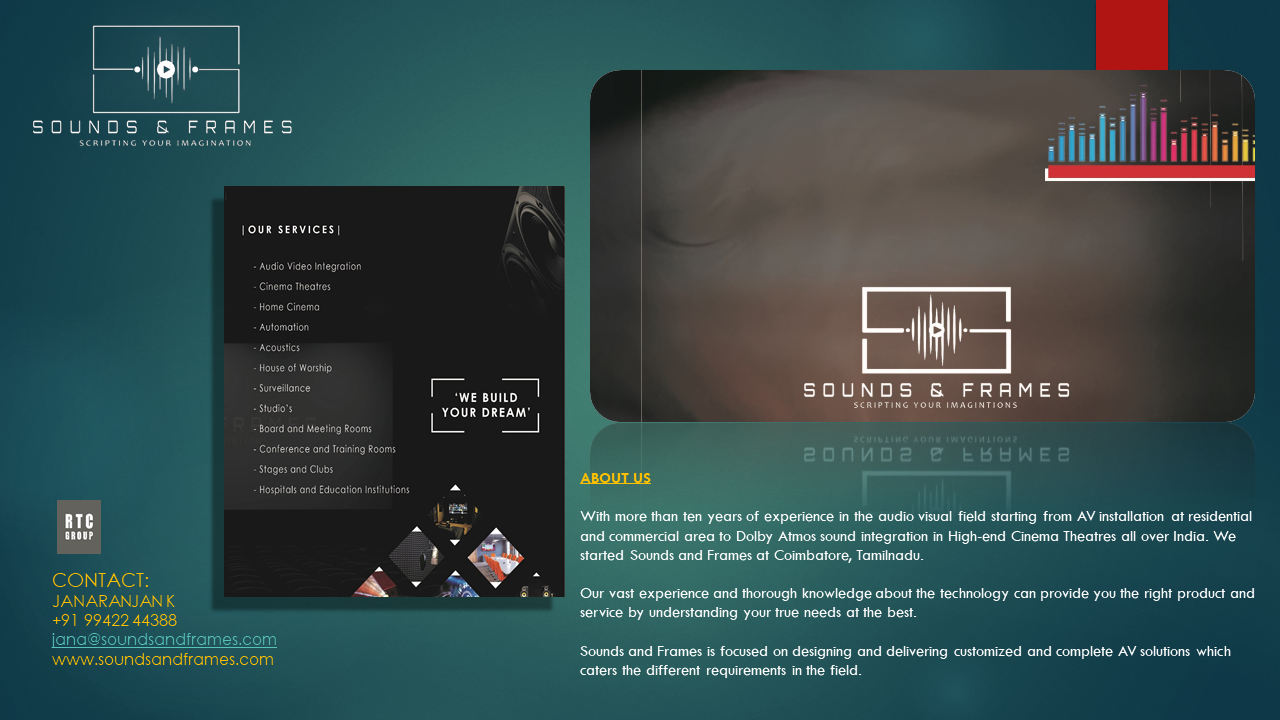 SOUNDS & FRAMES
SCRIPTING YOUR IMAGINATION
|OUR SERVICES|
- Audio Video Integration
- Cinema Theatres
- Home Cinema
- Automation
- Acoustics
- House of Worship
- Surveillance
- Studio's
- Board and Meeting Rooms
- Conference and Training Rooms
- Stages and Clubs
- Hospitals and Education Institutions
'WE BUILD
YOUR DREAM'
RTC
GROUP
CONTACT:
JANARANJAN K
+91 99422 44388
jana@soundsandframes.com
www.soundsandframes.com
SOUNDS & FRAMES
SCRIPTING YOUR IMAGINTIONS
ABOUT US
With more than ten years of experience in the audio visual field starting from AV installation at residential
and commercial area to Dolby Atmos sound integration in High-end Cinema Theatres all over India. We
started Sounds and Frames at Coimbatore, Tamilnadu.
Our vast experience and thorough knowledge about the technology can provide you the right product and
service by understanding your true needs at the best.
Sounds and Frames is focused on designing and delivering customized and complete AV solutions which
caters the different requirements in the field.